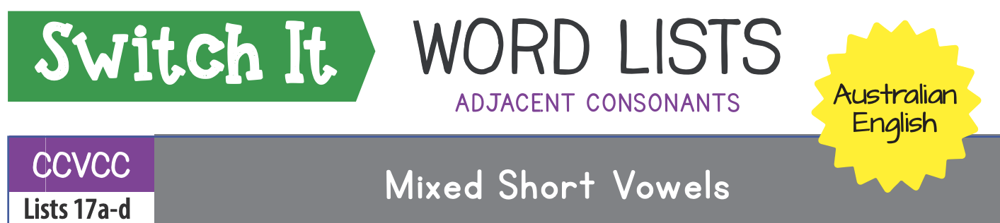 Switch It
WORD LISTS
ADJACENT CONSONANTS
Australian
English
CCVCC
Mixed Short Vowels
Lists 17a-d